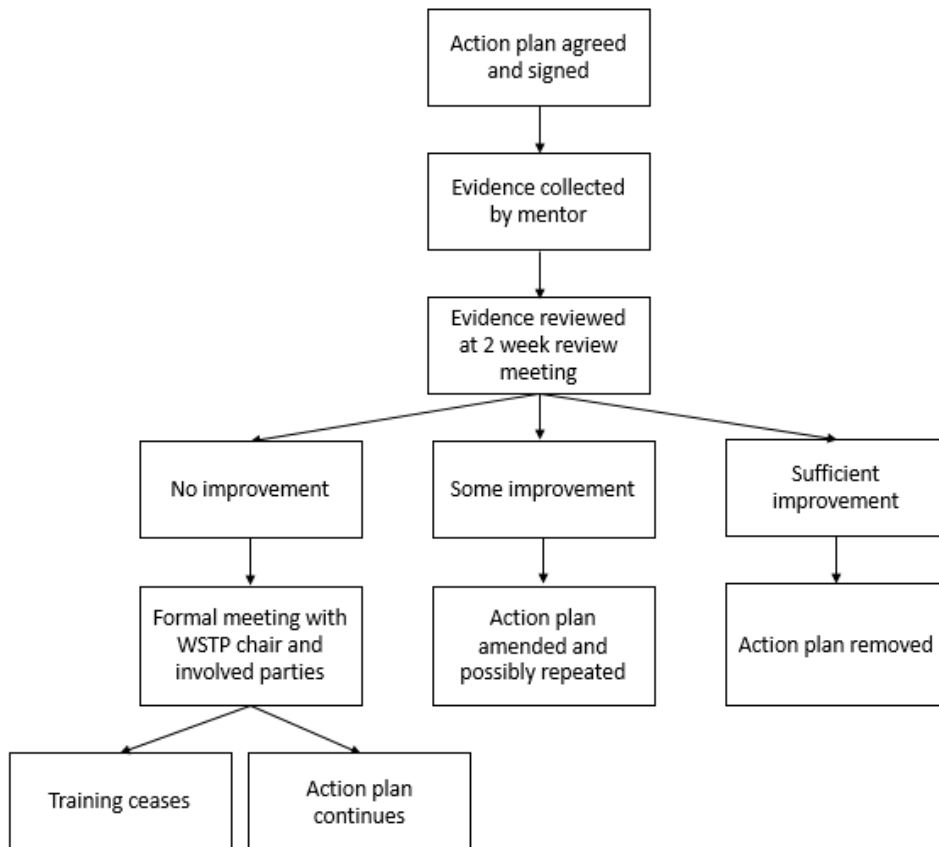 Action plan agreed
and signed
Evidence collected
by mentor
Evidence reviewed
at 2 week review
meeting
No improvement
Some improvement
Sufficient
improvement
Formal meeting with
WSTP chair and
involved parties
Action plan
amended and
possibly repeated
Action plan removed
Training ceases
Action plan
continues